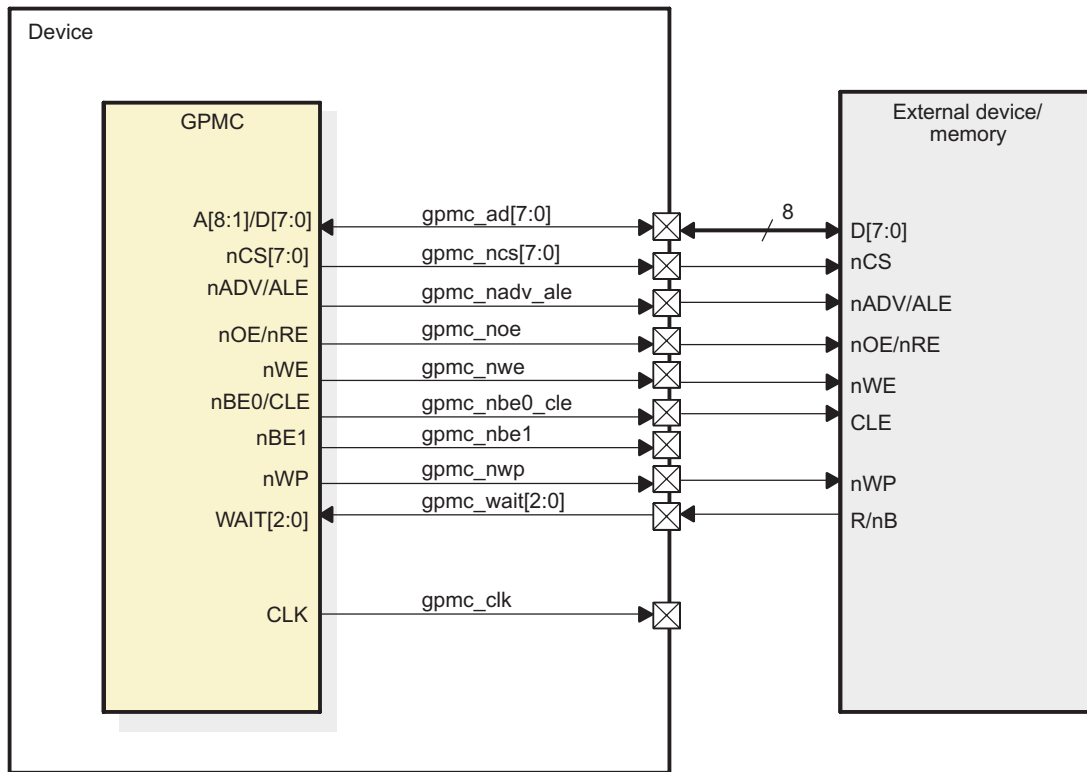 Device
GPMC
External device/
memory
A[8:1]/D[7:0]
gpmc_ad[7:0]
8
D[7:0]
nCS[7:0]
gpmc_ncs[7:0]
nCS
nADV/ALE
gpmc_nadv_ale
nADV/ALE
nOE/nRE
gpmc_noe
nOE/nRE
nWE
gpmc_nwe
nWE
nBE0/CLE
gpmc_nbe0_cle
CLE
nBE1
gpmc_nbe1
nWP
gpmc_nwp
nWP
WAIT[2:0]
gpmc_wait[2:0]
R/nB
CLK
gpmc_clk